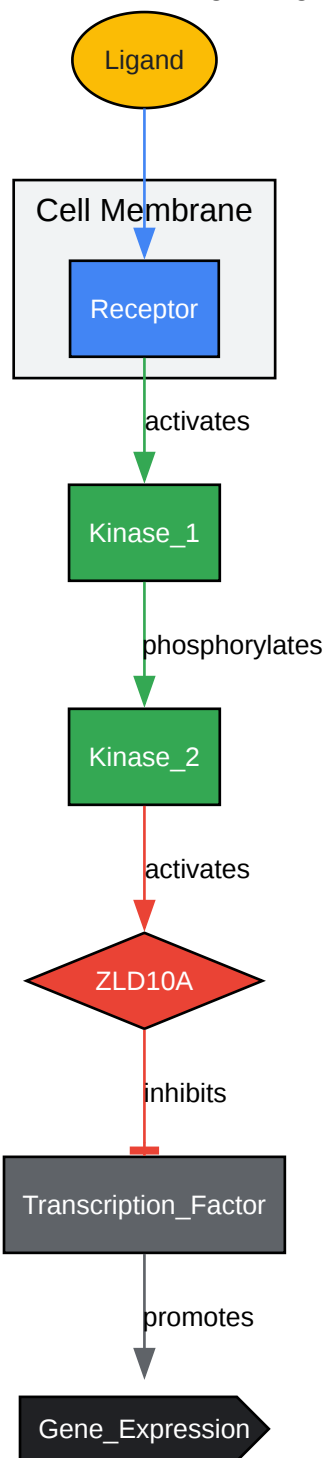 Ligand
Cell Membrane
Receptor
activates
Kinase_1
phosphorylates
Kinase_2
activates
ZLD10A
inhibits
Transcription_Factor
promotes
Gene_Expression